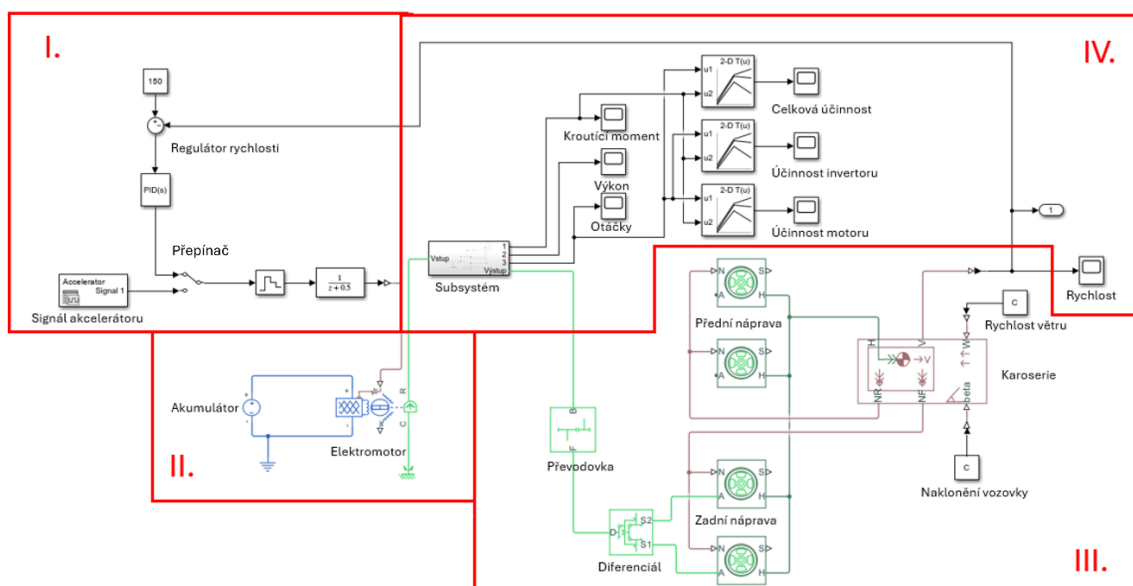 I.
IV.
150
Regulátor rychlosti
PID(s)
Přepínač
Accelerator
Signal 1
Signál akcelerátoru
1
z+0.5
Vstup
1
2
3
Výstup
Subsystém
Kroutící moment
Výkon
Otáčky
2-D T(u)
u1
u2
Celková účinnost
2-D T(u)
u1
u2
Účinnost invertoru
2-D T(u)
u1
u2
Účinnost motoru
1
Rychlost
N
S
A
H
Přední náprava
N
S
A
H
C
Rychlost větru
H
V
W
V
NR
NF
beta
Karoserie
C
Naklonění vozovky
Akumulátor
+
-
+
-
R
C
Elektromotor
II.
B
F
Převodovka
D
S2
S1
Diferenciál
N
S
A
H
Zadní náprava
N
S
A
H
III.